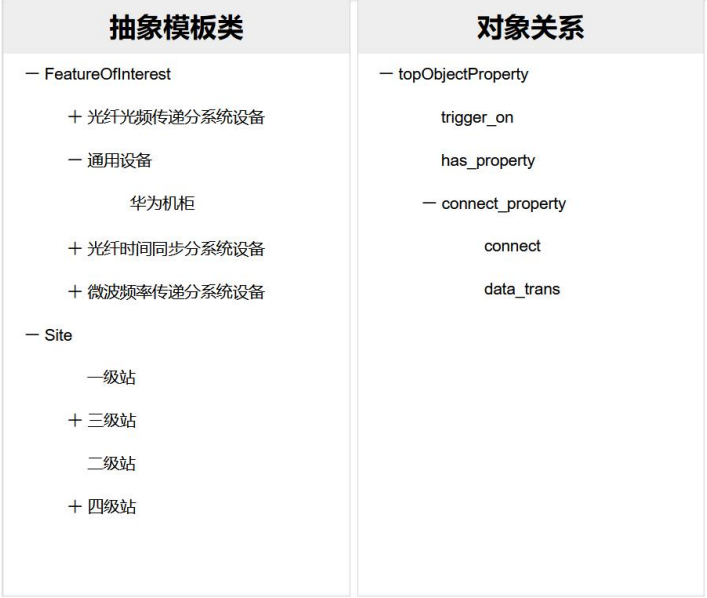 抽象模板类
— FeatureOfInterest
+ 光纤光频传递分系统设备
— 通用设备
华为机柜
+ 光纤时间同步分系统设备
+ 微波频率传递分系统设备
— Site
一级站
+ 三级站
二级站
+ 四级站
对象关系
— topObjectProperty
trigger_on
has_property
— connect_property
connect
data_trans